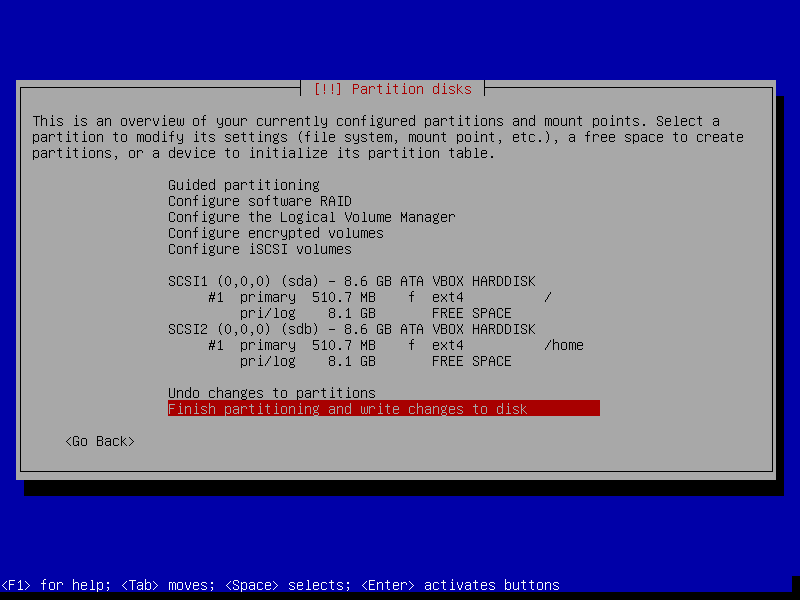 [!!] Partition disks
This is an overview of your currently configured partitions and mount points. Select a
partition to modify its settings (file system, mount point, etc.), a free space to create
partitions, or a device to initialize its partition table.
Guided partitioning
Configure software RAID
Configure the Logical Volume Manager
Configure encrypted volumes
Configure iSCSI volumes
SCSI1 (0,0,0) (sda) - 8.6 GB ATA VBOX HARDDISK
#1 primary 510.7 MB f ext4 /
pri/log 8.1 GB FREE SPACE
SCSI2 (0,0,0) (sdb) - 8.6 GB ATA VBOX HARDDISK
#1 primary 510.7 MB f ext4 /home
pri/log 8.1 GB FREE SPACE
Undo changes to partitions
Finish partitioning and write changes to disk
<Go Back>
<F1> for help; <Tab> moves; <Space> selects; <Enter> activates buttons